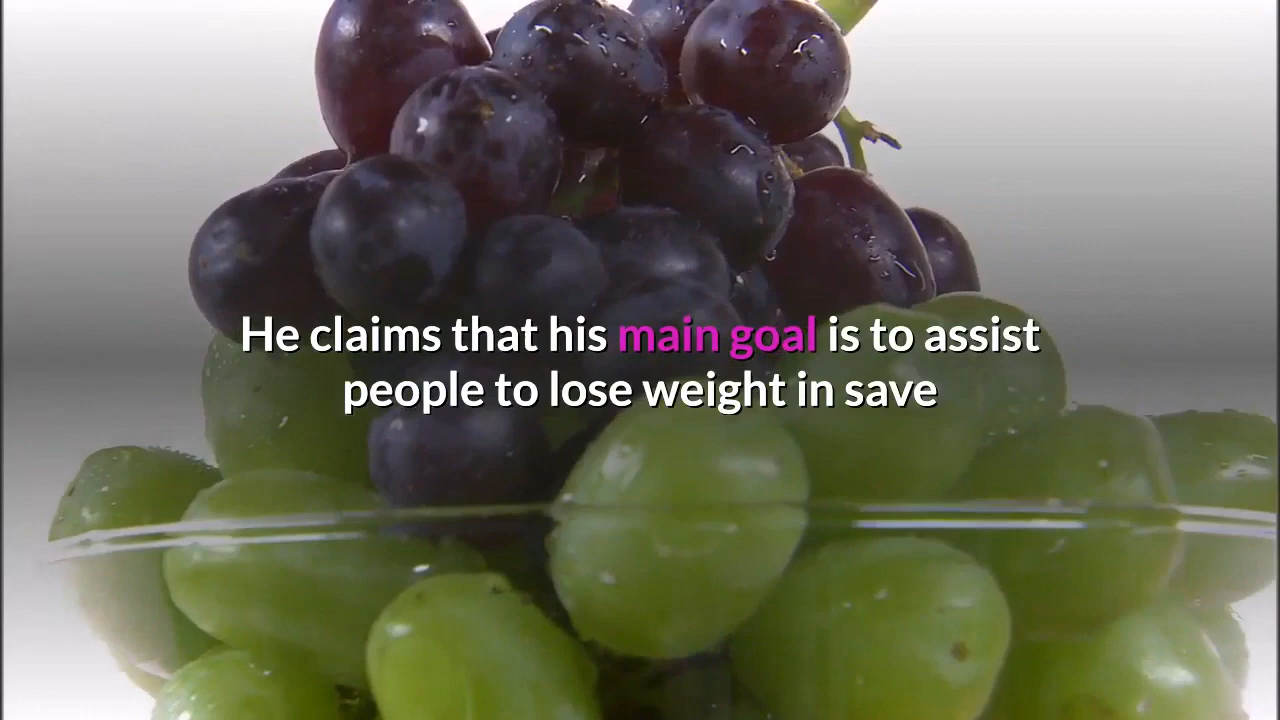 He claims that his main goal is to assist
people to lose weight in save